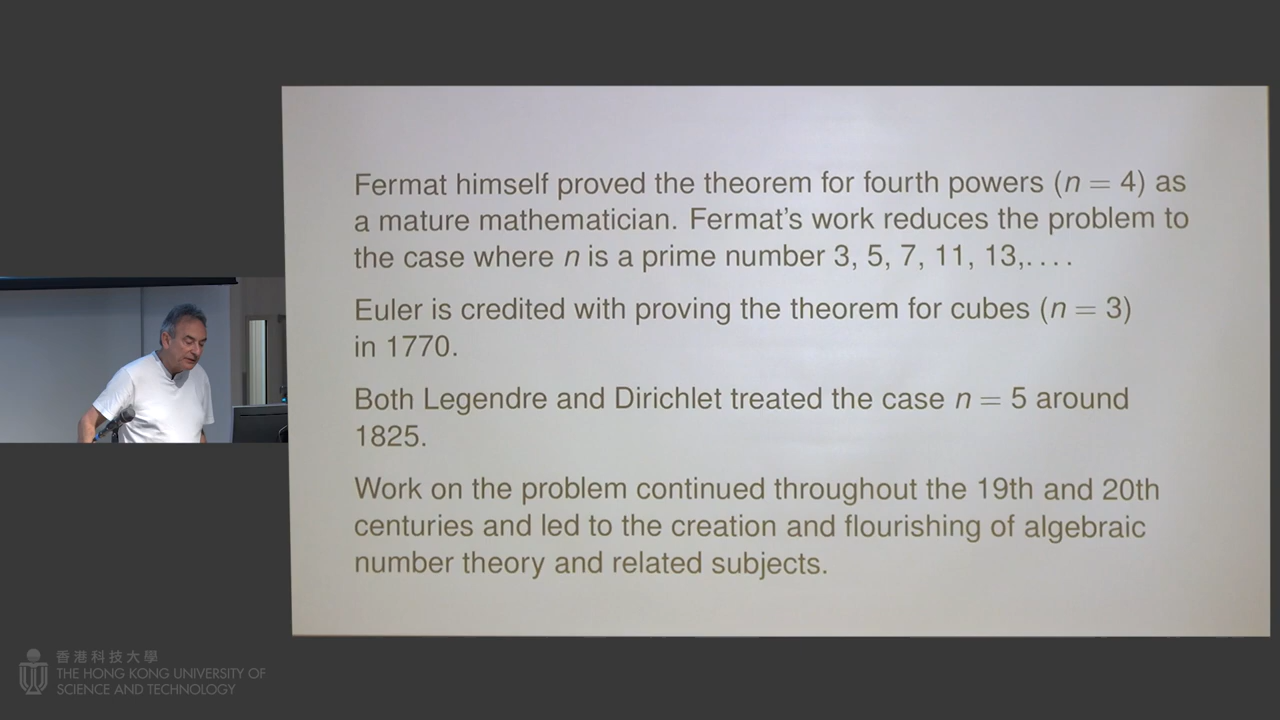 Fermat himself proved the theorem for fourth powers (n = 4) as
a mature mathematician. Fermat's work reduces the problem to
the case where n is a prime number 3, 5, 7, 11, 13,. . . .
Euler is credited with proving the theorem for cubes (n = 3)
in 1770.
Both Legendre and Dirichlet treated the case n = 5 around
1825.
Work on the problem continued throughout the 19th and 20th
centuries and led to the creation and flourishing of algebraic
number theory and related subjects.
香港科技大學
THE HONG KONG UNIVERSITY OF
SCIENCE AND TECHNOLOGY